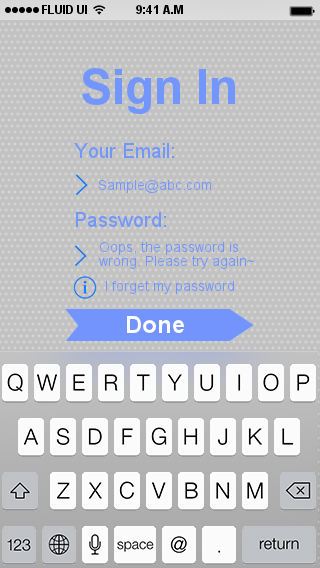 FLUID UI 9:41 A.M
Sign In
Your Email:
Sample@abc.com
Password:
Oops, the password is
wrong. Please try again~
I forget my password
Done
Q W E R T Y U I O P
A S D F G H J K L
Z X C V B N M
123 space @ . return